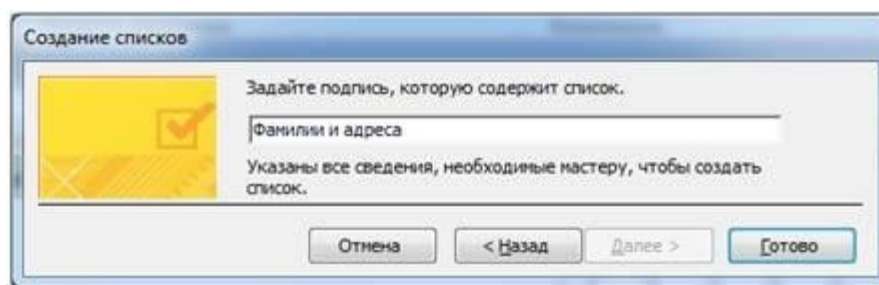 Создание списков
Задайте подпись, которую содержит список.
Фамилии и адреса
Указаны все сведения, необходимые мастеру, чтобы создать
список.
Отмена
< Назад
Далее >
Готово